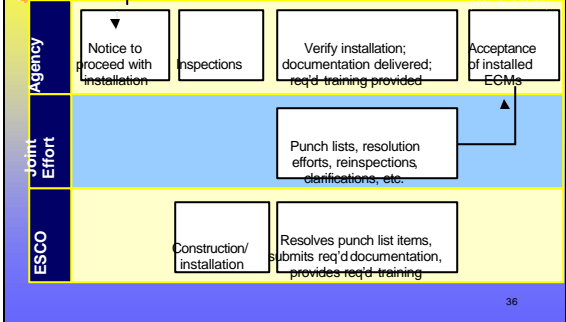 Agency
Notice to
proceed with
installation
Inspections
Verify installation;
documentation delivered;
req'd training provided
Acceptance
of installed
ECMs
Joint
Effort
Punch lists, resolution
efforts, reinspections,
clarifications, etc.
ESCO
Construction/
installation
Resolves punch list items,
submits req'd documentation,
provides req'd training
36